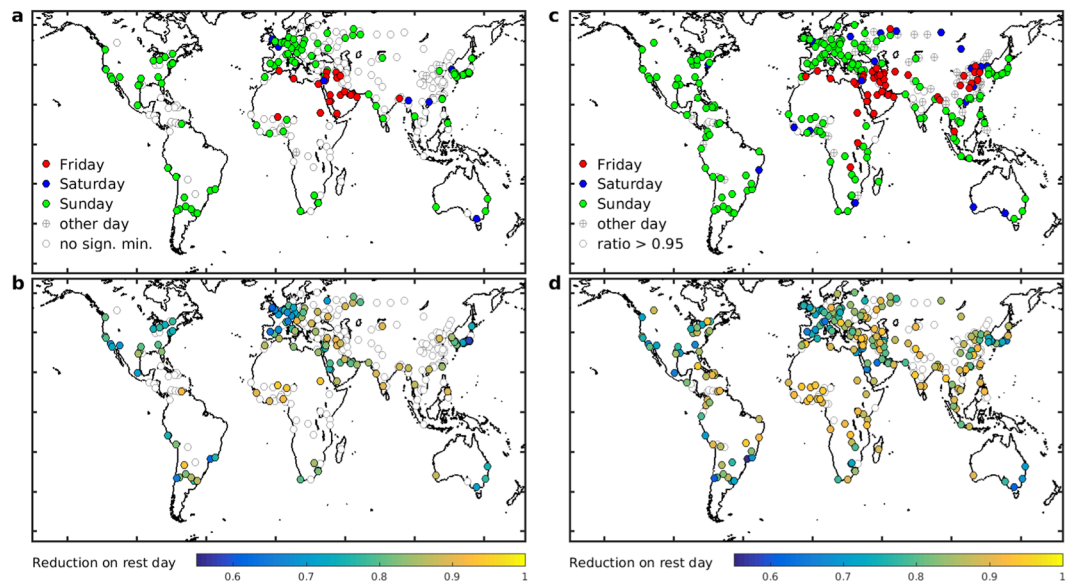 a
Friday
Saturday
Sunday
other day
no sign. min.
b
Reduction on rest day
0.6 0.7 0.8 0.9 1
c
Friday
Saturday
Sunday
other day
ratio > 0.95
d
Reduction on rest day
0.6 0.7 0.8 0.9 1